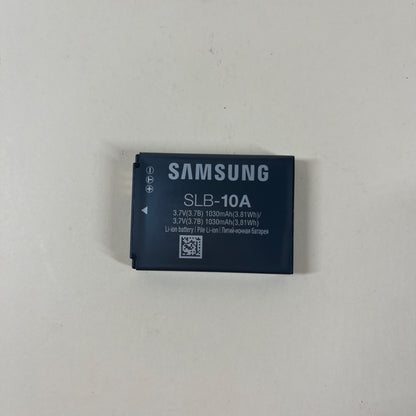 SAMSUNG
SLB-10A
3.7V(3.7B) 1030mAh(3.81Wh)/
3.7V(3.7B) 1030mAh(3.81Wh)
Li-ion battery | Pile Li-ion | Литий-ионная батарея